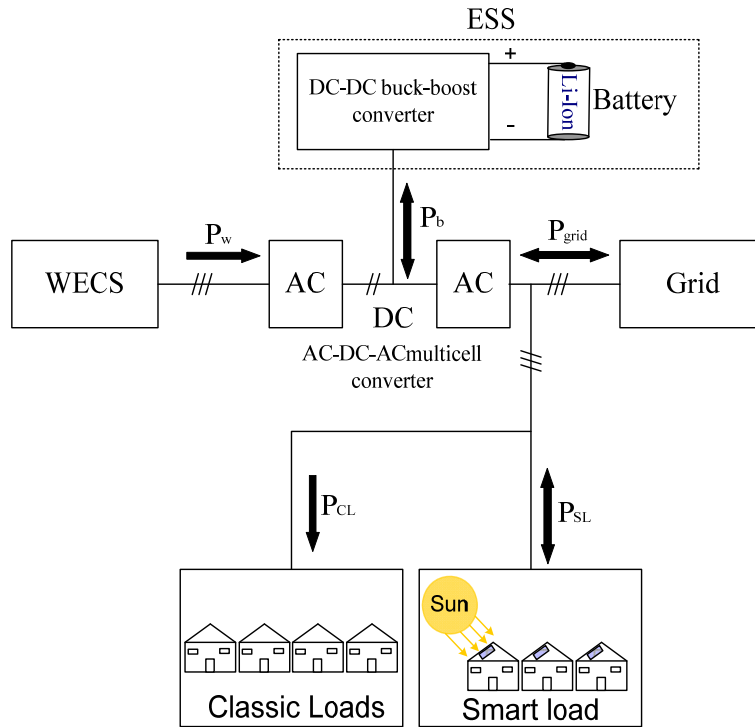 ESS
DC-DC buck-boost
converter
+
-
Li-Ion
Battery
Pw
Pb
Pgrid
WECS
AC
DC
AC
Grid
AC-DC-ACmulticell
converter
PCL
PSL
Sun
Classic Loads
Smart load